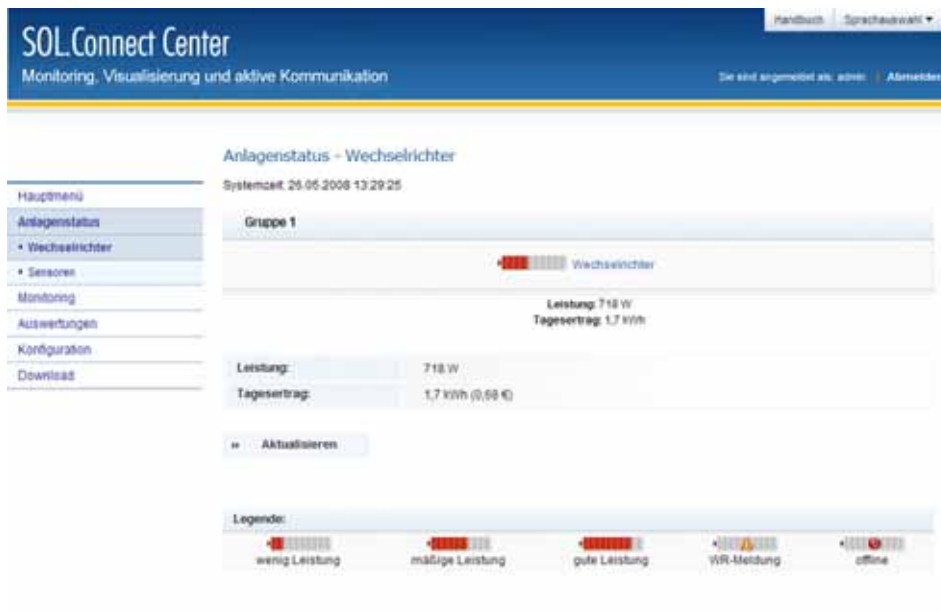 Handbuch Sprachauswahl
SOL.Connect Center
Monitoring, Visualisierung und aktive Kommunikation
Sie sind angemeldet als: admin | Abmelden
Anlagenstatus - Wechselrichter
Systemzeit: 26.05.2008 13:29:25
Hauptmenü
Anlagenstatus
• Wechselrichter
• Sensoren
Monitoring
Auswertungen
Konfiguration
Download
Gruppe 1
Wechselrichter
Leistung: 718 W
Tagesertrag: 1,7 kWh
Leistung: 718 W
Tagesertrag: 1,7 kWh (0,68 €)
Aktualisieren
Legende:
wenig Leistung mäßige Leistung gute Leistung WR-Meldung offline